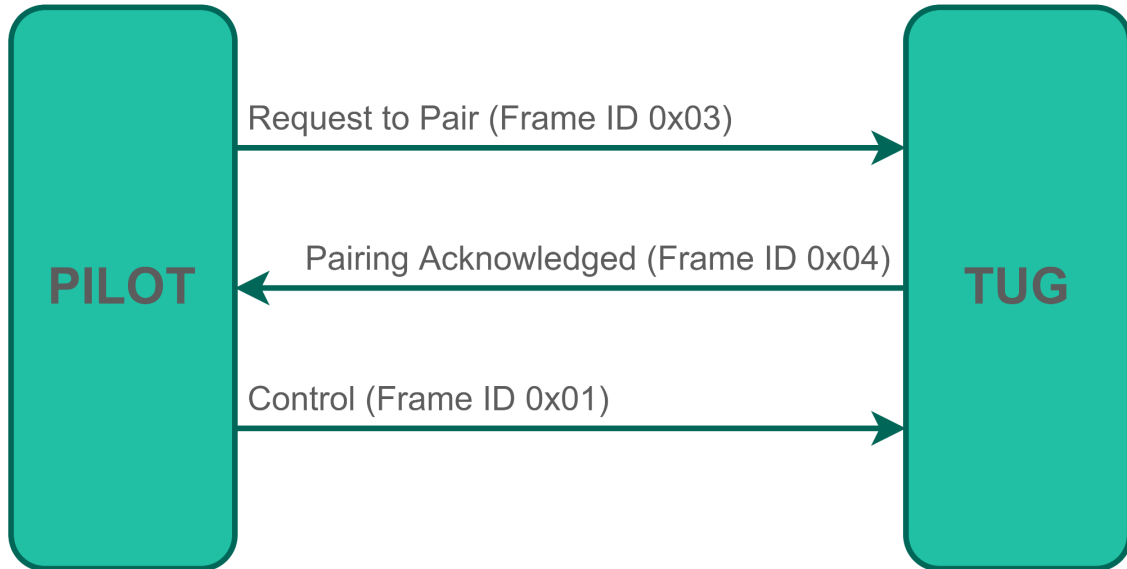 Request to Pair (Frame ID 0x03)
Pairing Acknowledged (Frame ID 0x04)
PILOT
TUG
Control (Frame ID 0x01)